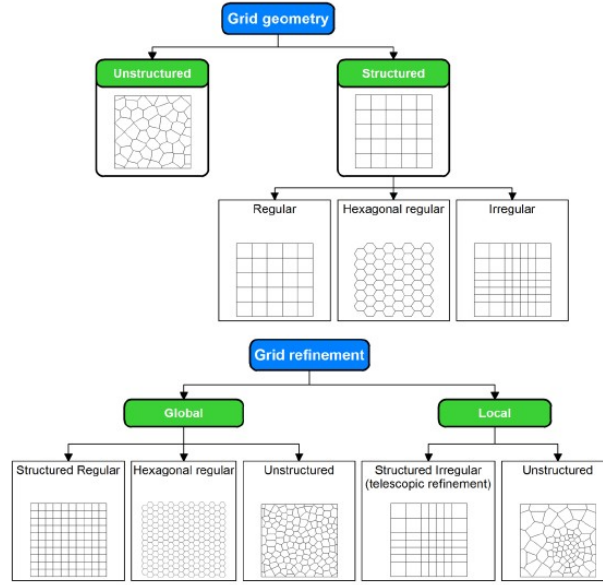 Grid geometry
Unstructured
Structured
Regular
Hexagonal regular
Irregular
Grid refinement
Global
Local
Structured Regular
Hexagonal regular
Unstructured
Structured Irregular
(telescopic refinement)
Unstructured